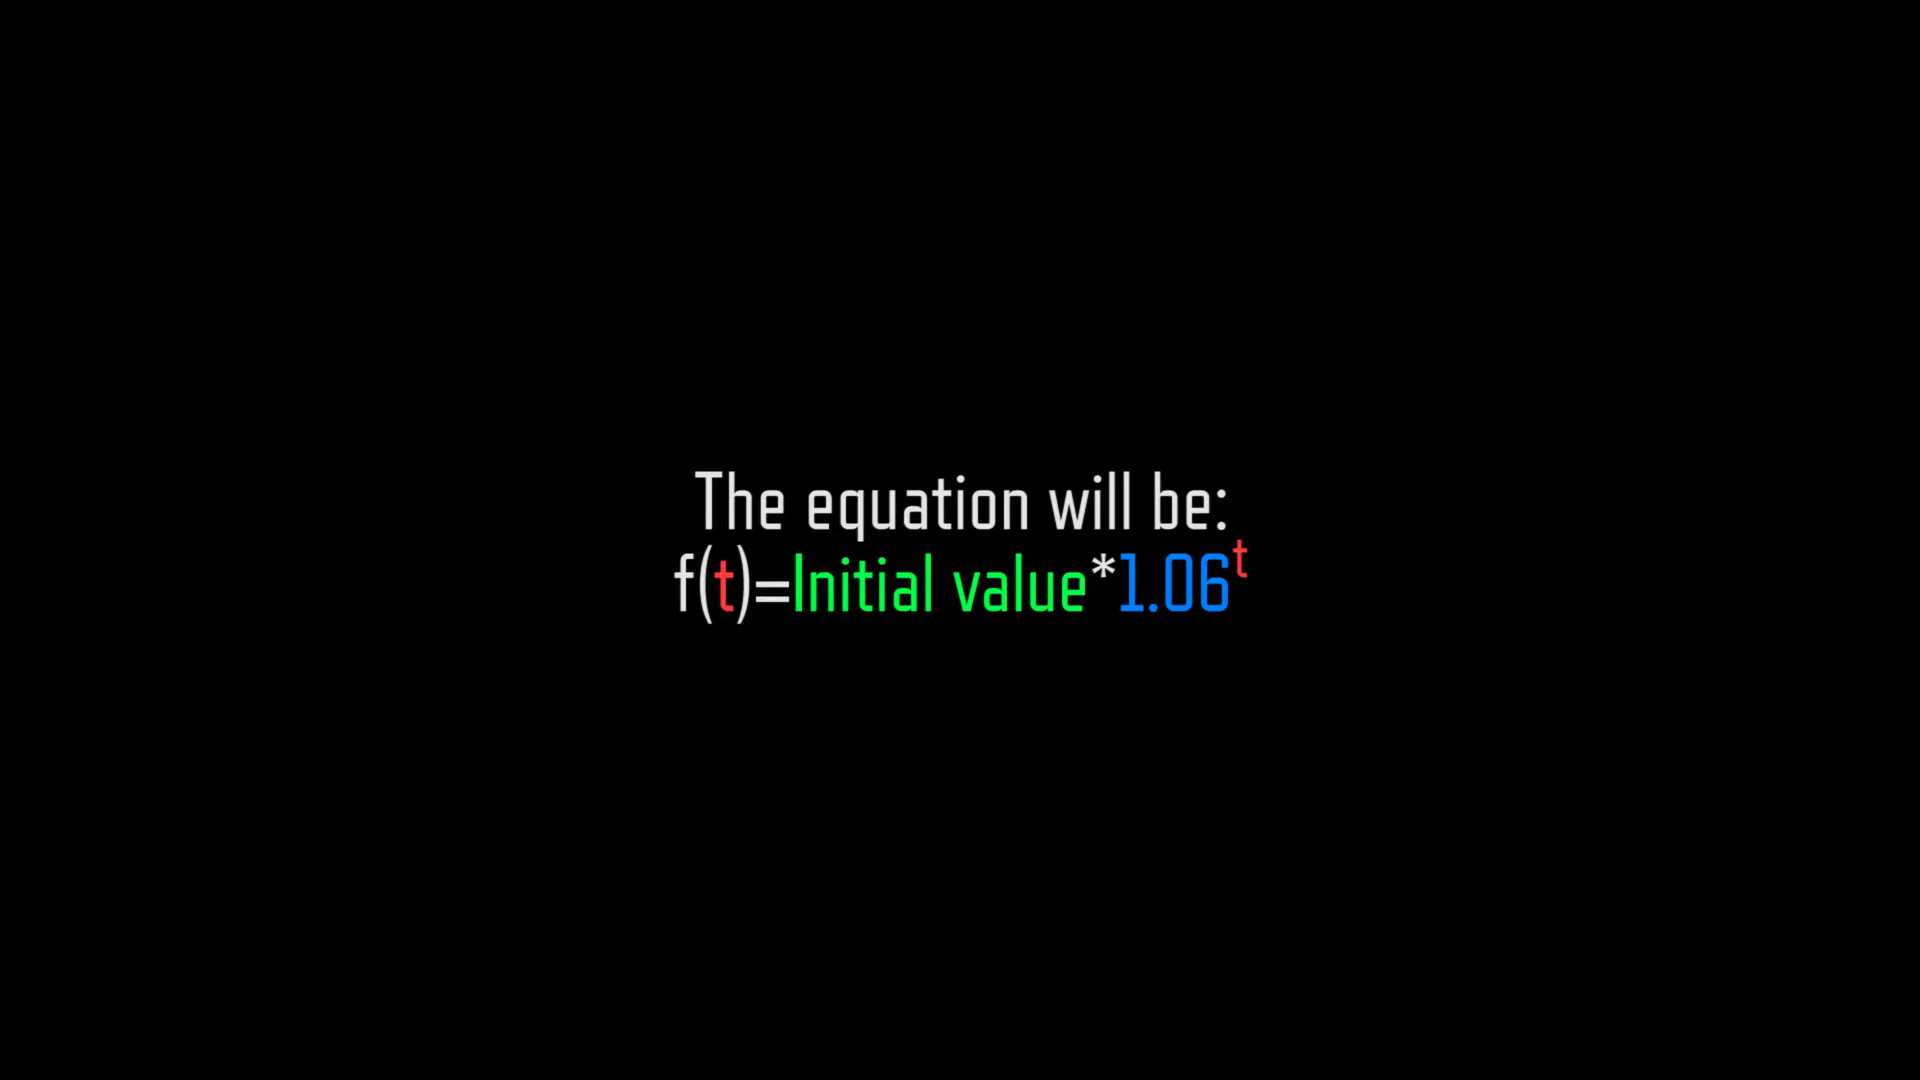 The equation will be:
f(t)=Initial value*1.06^t